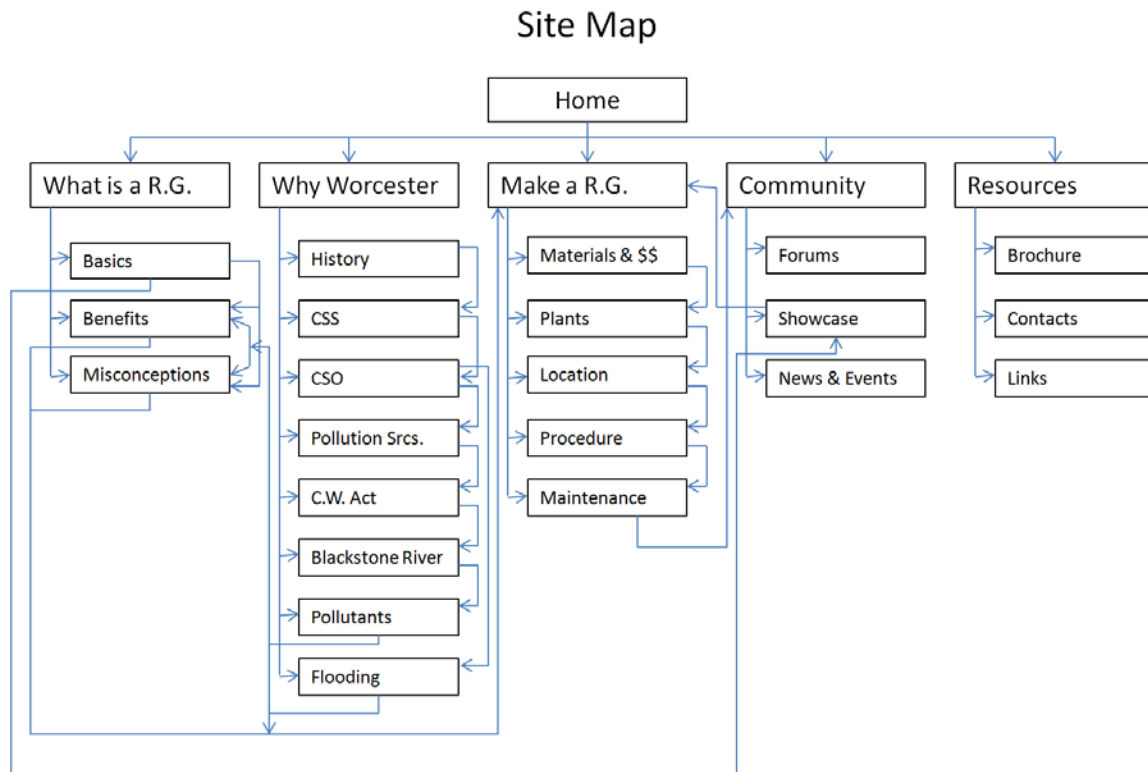 Site Map
Home
What is a R.G.
Why Worcester
Make a R.G.
Community
Resources
Basics
Benefits
Misconceptions
History
CSS
CSO
Pollution Srcs.
C.W. Act
Blackstone River
Pollutants
Flooding
Materials & $$
Plants
Location
Procedure
Maintenance
Forums
Showcase
News & Events
Brochure
Contacts
Links